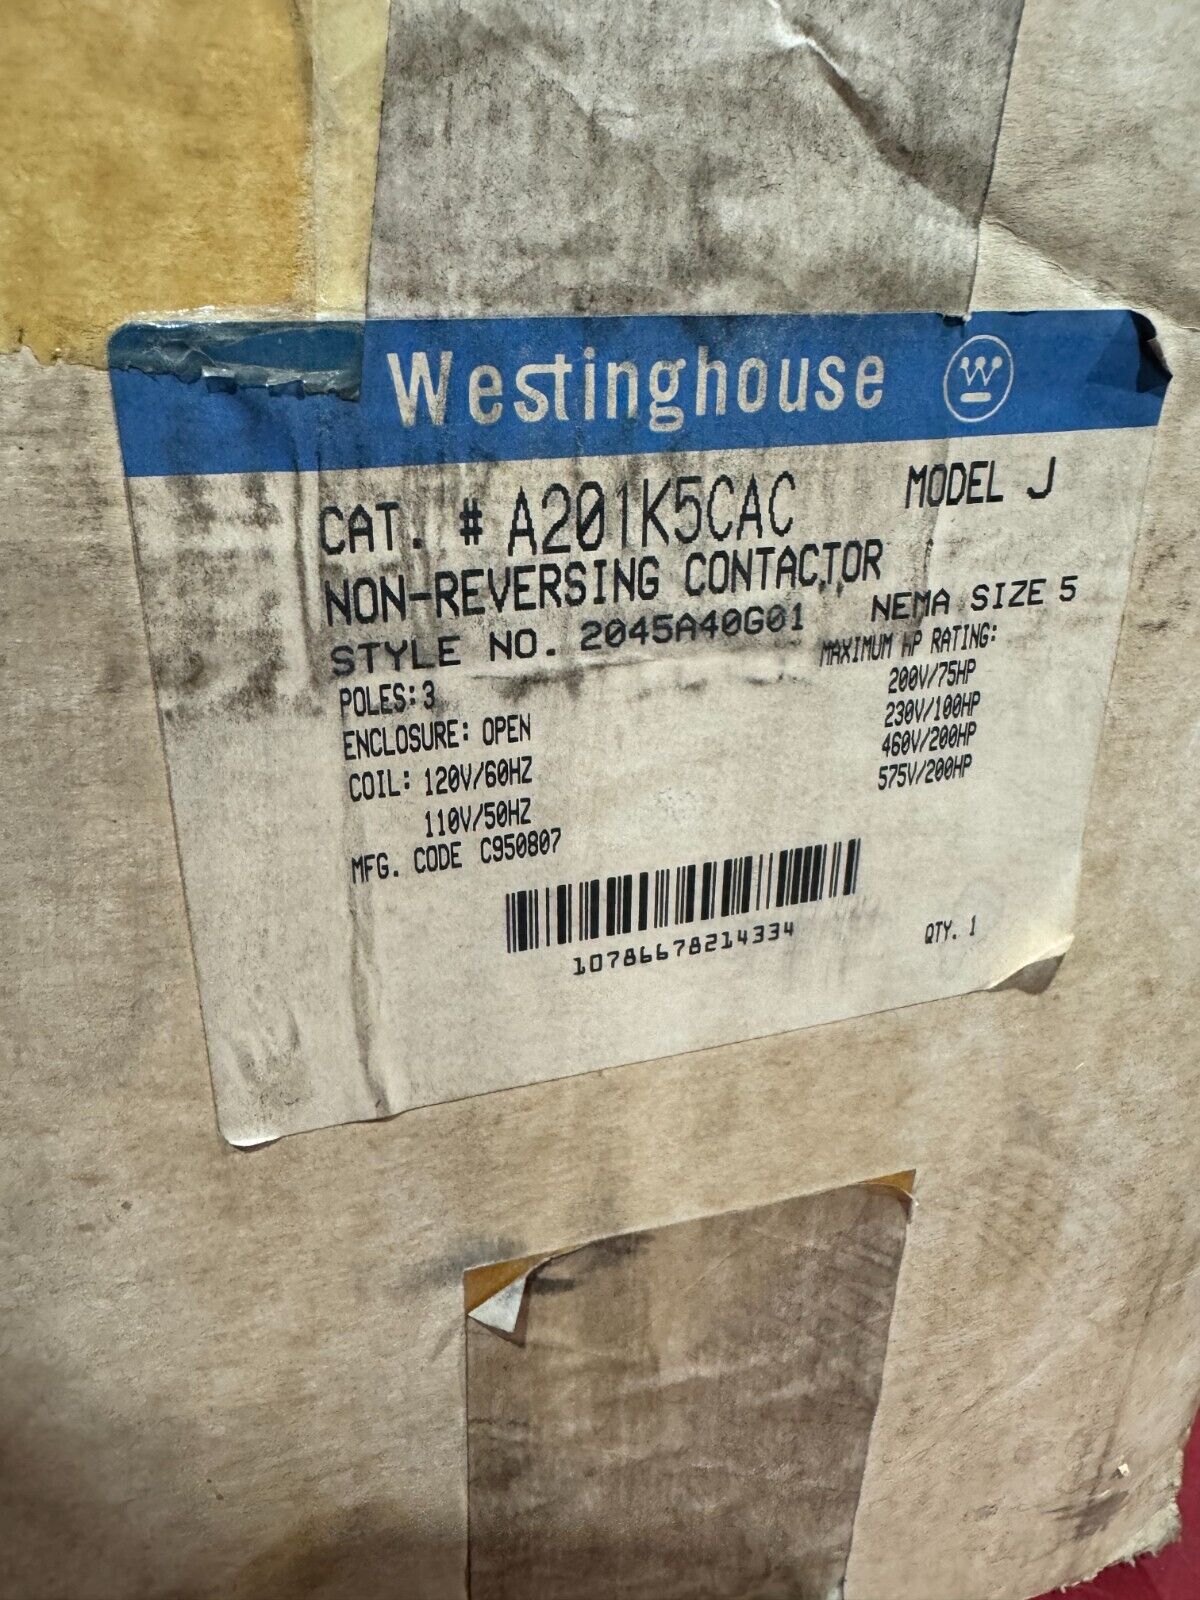 Westinghouse W
CAT. # A201K5CAC MODEL J
NON-REVERSING CONTACTOR
STYLE NO. 2045A40G01 NEMA SIZE 5
MAXIMUM HP RATING:
POLES: 3 200V/75HP
ENCLOSURE: OPEN 230V/100HP
COIL: 120V/60HZ 460V/200HP
110V/50HZ 575V/200HP
MFG. CODE C950807
10786678214334 QTY. 1